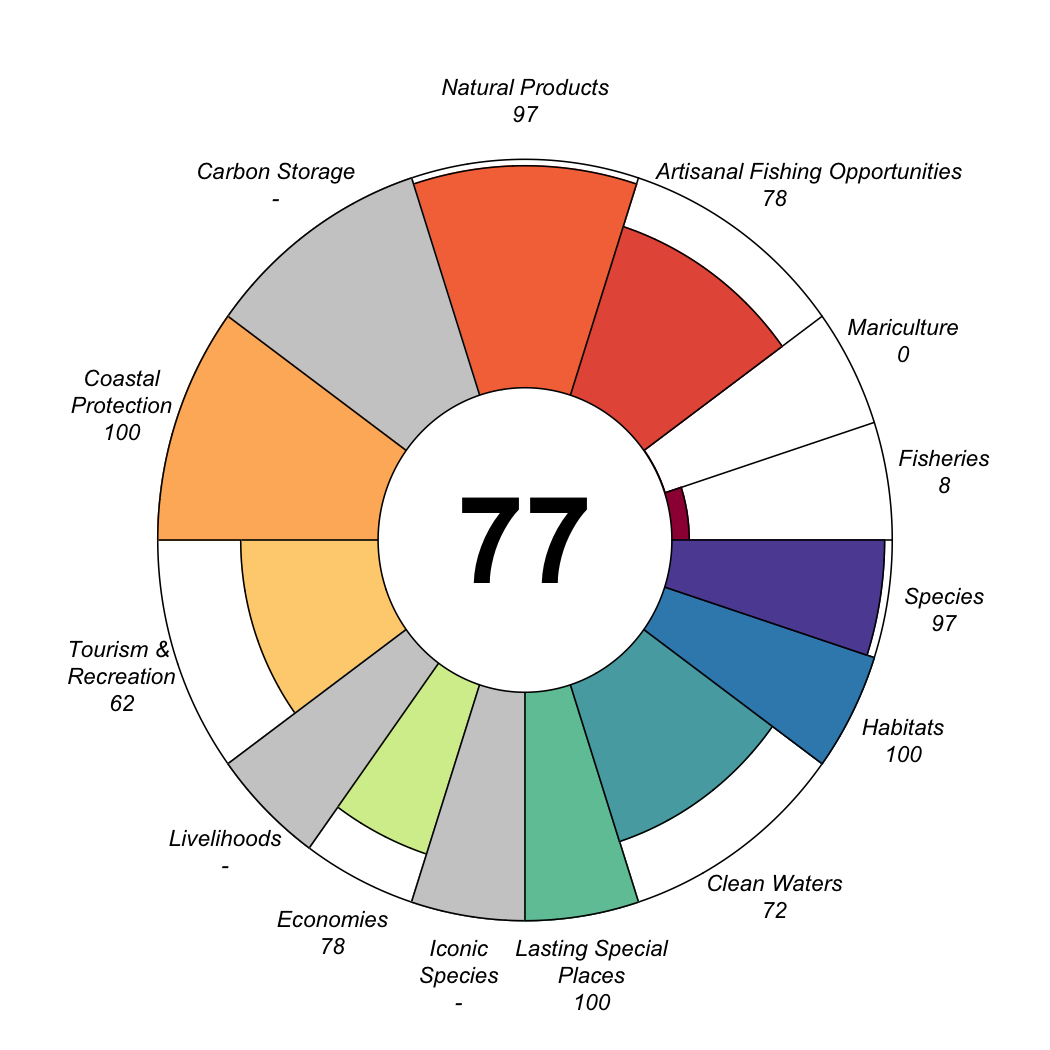 Natural Products
97
Carbon Storage
-
Artisanal Fishing Opportunities
78
Mariculture
0
Coastal
Protection
100
Fisheries
8
77
Species
97
Tourism &
Recreation
62
Habitats
100
Livelihoods
-
Clean Waters
72
Economies
78
Iconic
Species
-
Lasting Special
Places
100